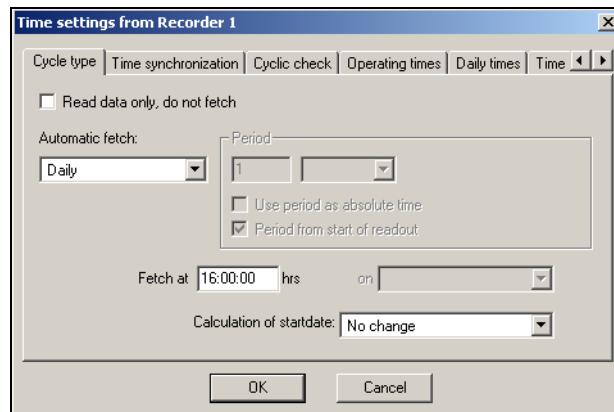 Time settings from Recorder 1
Cycle type Time synchronization Cyclic check Operating times Daily times Time
Read data only, do not fetch
Automatic fetch: Period
Daily 1
Use period as absolute time
Period from start of readout
Fetch at 16:00:00 hrs on
Calculation of startdate: No change
OK Cancel